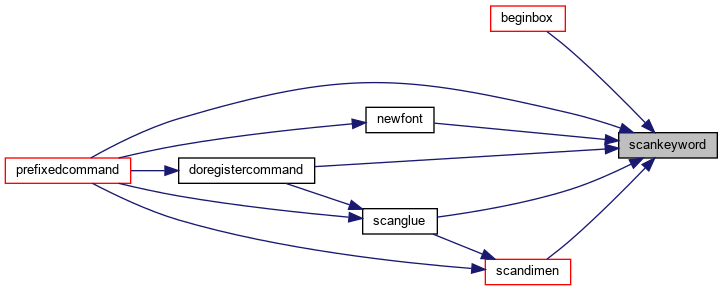 beginbox
newfont
scankeyword
prefixedcommand
doregistercommand
scanglue
scandimen